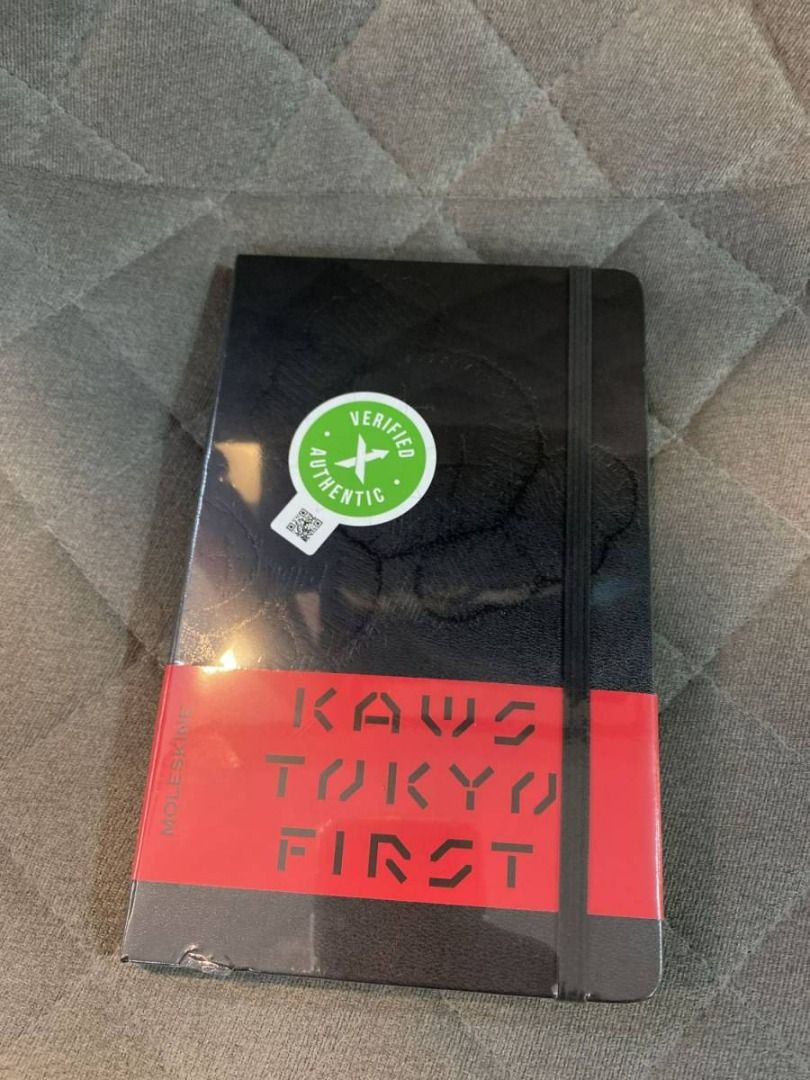 VERIFIED
AUTHENTIC
MOLESKINE
KAWS
TOKYO
FIRST